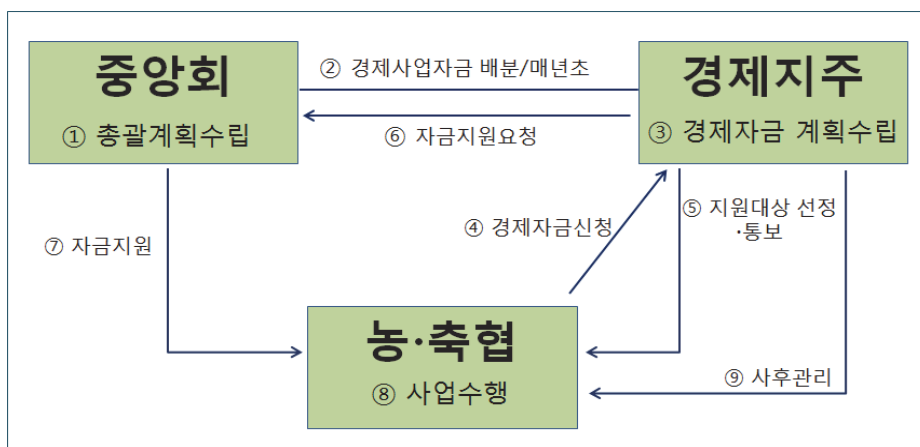 중앙회
① 총괄계획수립
② 경제사업자금 배분/매년초
⑥ 자금지원요청
경제지주
③ 경제자금 계획수립
④ 경제자금신청
⑤ 지원대상 선정
·통보
⑦ 자금지원
농·축협
⑧ 사업수행
⑨ 사후관리